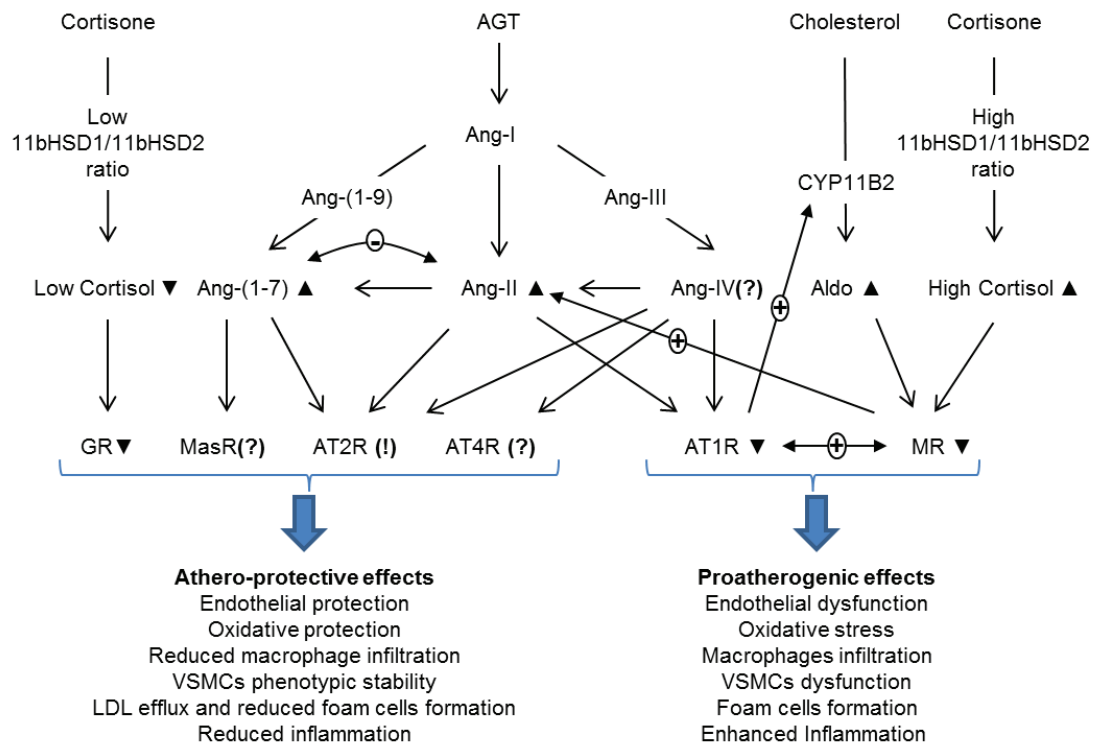 Cortisone
AGT
Cholesterol
Cortisone
Low
11bHSD1/11bHSD2
ratio
Ang-I
High
11bHSD1/11bHSD2
ratio
Ang-(1-9)
Ang-III
CYP11B2
-
+
Low Cortisol ▼
Ang-(1-7) ▲
Ang-II ▲
Ang-IV(?)
Aldo ▲
High Cortisol ▲
+
GR ▼
MasR(?)
AT2R (!)
AT4R (?)
AT1R ▼
+
MR ▼
Athero-protective effects
Endothelial protection
Oxidative protection
Reduced macrophage infiltration
VSMCs phenotypic stability
LDL efflux and reduced foam cells formation
Reduced inflammation
Proatherogenic effects
Endothelial dysfunction
Oxidative stress
Macrophages infiltration
VSMCs dysfunction
Foam cells formation
Enhanced Inflammation